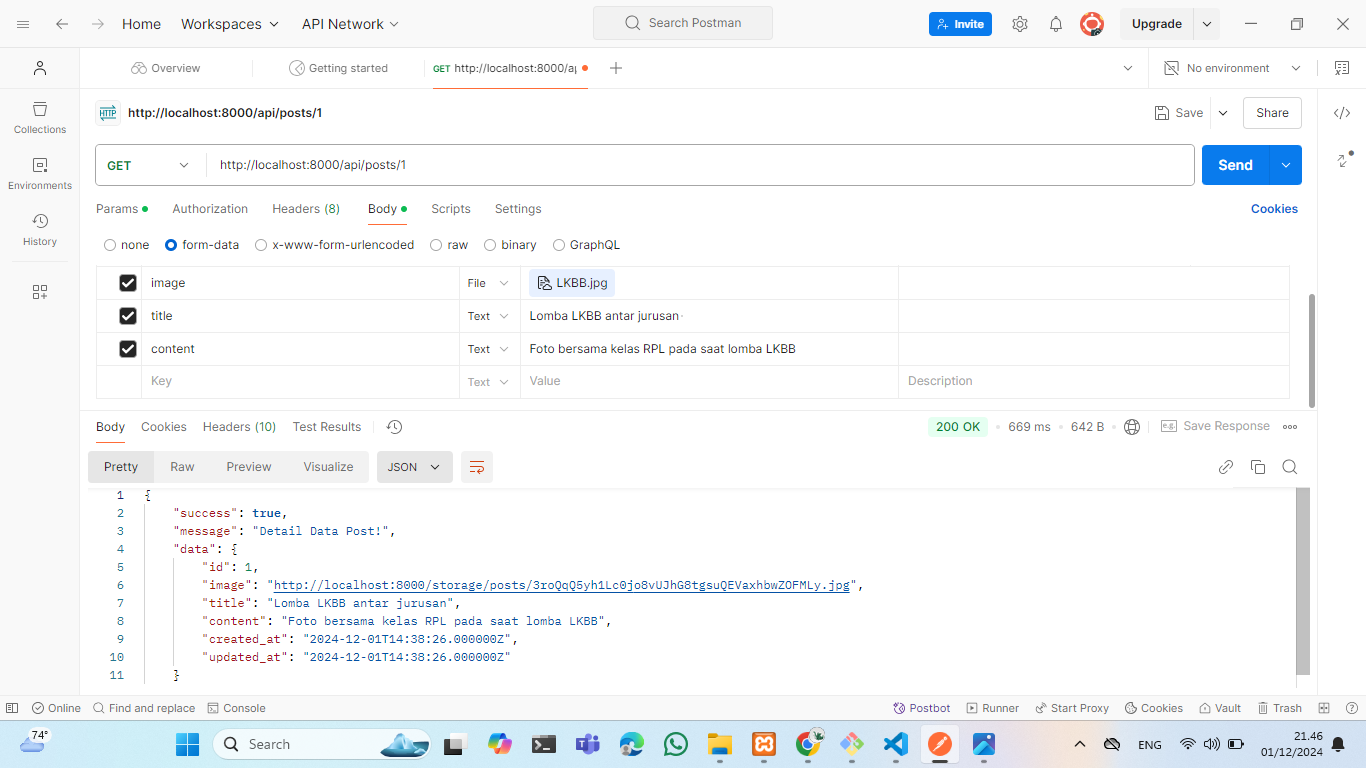 Home Workspaces API Network Search Postman Invite Upgrade
Overview Getting started GET http://localhost:8000/ap No environment
HTTP http://localhost:8000/api/posts/1 Save Share
Collections
GET http://localhost:8000/api/posts/1 Send
Environments
Params Authorization Headers (8) Body Scripts Settings Cookies
History
none form-data x-www-form-urlencoded raw binary GraphQL
image File LKBB.jpg
title Text Lomba LKBB antar jurusan
content Text Foto bersama kelas RPL pada saat lomba LKBB
Key Text Value Description
Body Cookies Headers (10) Test Results 200 OK 669 ms 642 B e.g. Save Response
Pretty Raw Preview Visualize JSON
1 {
2 "success": true,
3 "message": "Detail Data Post!",
4 "data": {
5 "id": 1,
6 "image": "http://localhost:8000/storage/posts/3roQqQ5yh1Lc0jo8vUJhG8tgsuQEVaxhbwZOFMLy.jpg",
7 "title": "Lomba LKBB antar jurusan",
8 "content": "Foto bersama kelas RPL pada saat lomba LKBB",
9 "created_at": "2024-12-01T14:38:26.000000Z",
10 "updated_at": "2024-12-01T14:38:26.000000Z"
11 }
Online Find and replace Console Postbot Runner Start Proxy Cookies Vault Trash
74° Search ENG 21.46
01/12/2024